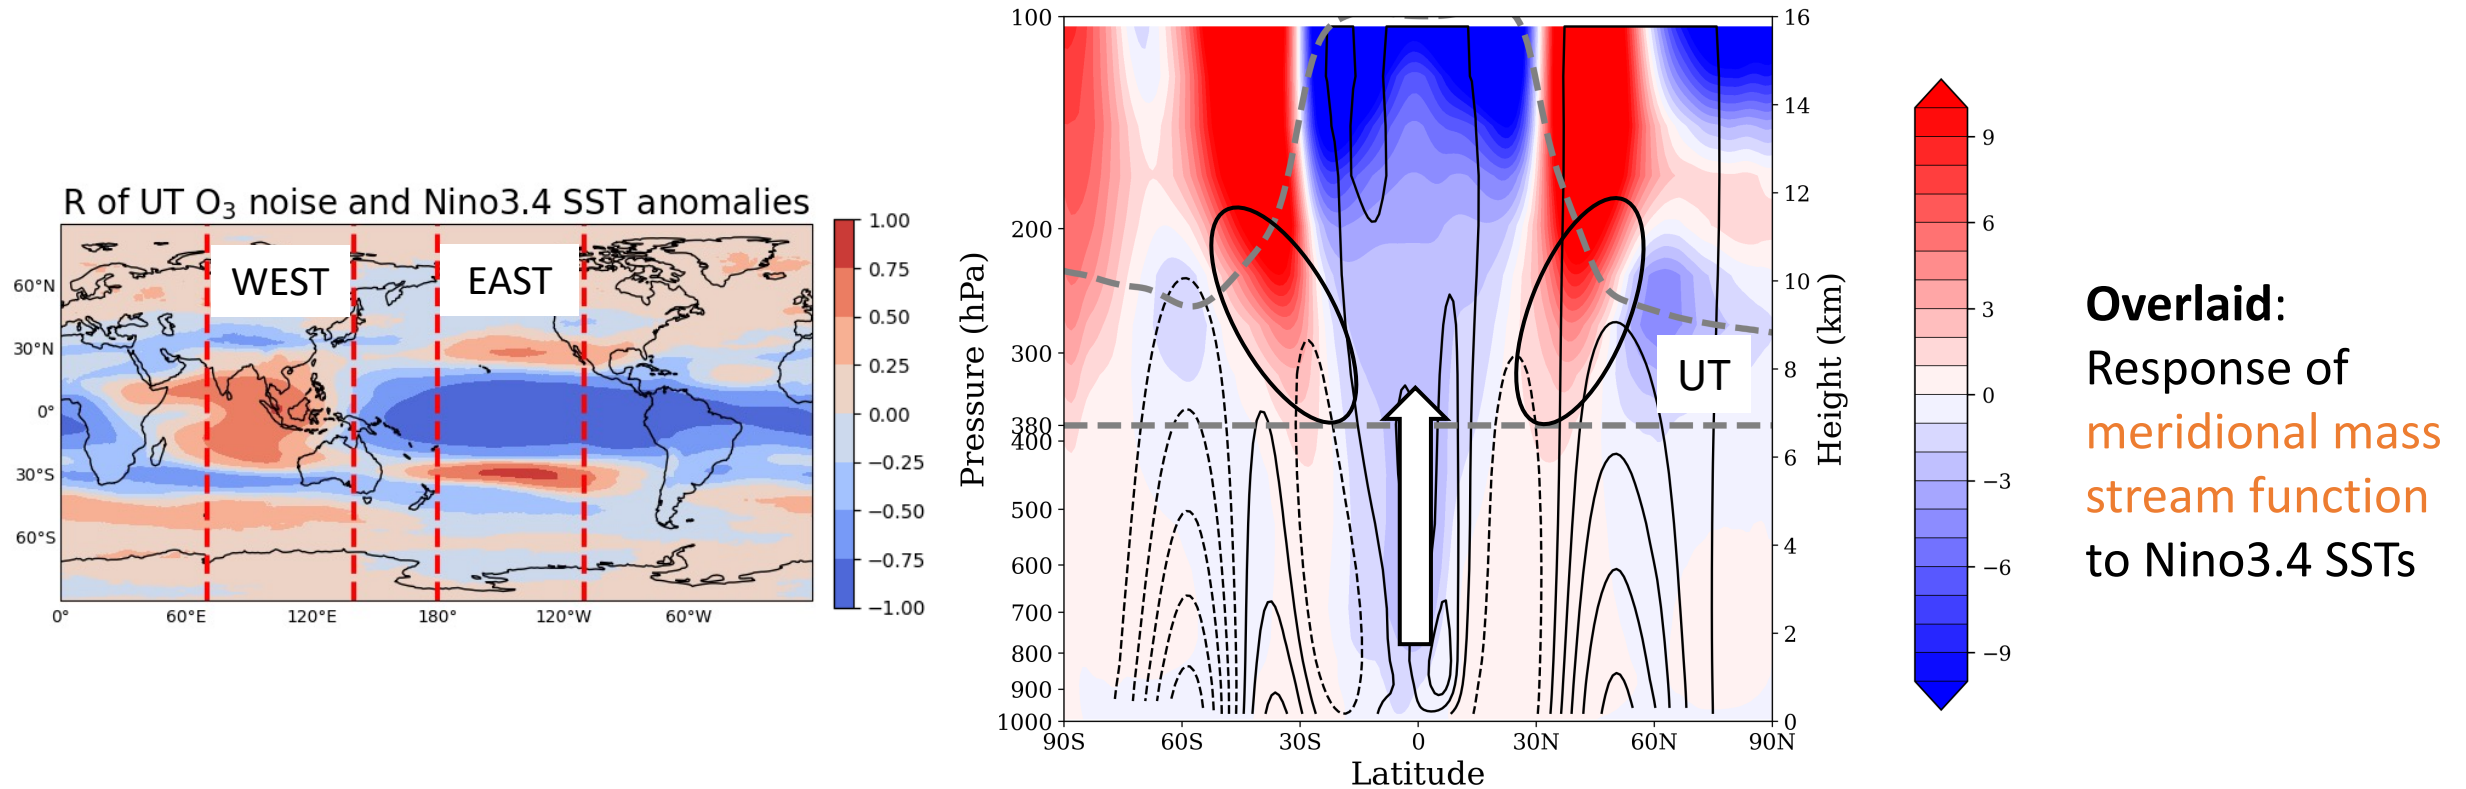 R of UT O₃ noise and Nino3.4 SST anomalies
WEST
EAST
60°N
30°N
0°
30°S
60°S
0°
60°E
120°E
180
120°W
60°W
1.00
0.75
0.50
0.25
0.00
−0.25
−0.50
−0.75
−1.00
Pressure (hPa)
100
200
300
380
400
500
600
700
800
900
1000
90S
60S
30S
0
30N
60N
90N
Latitude
UT
16
14
12
10
8
6
4
2
0
Height (km)
9
6
3
0
−3
−6
−9
Overlaid:
Response of
meridional mass
stream function
to Nino3.4 SSTs